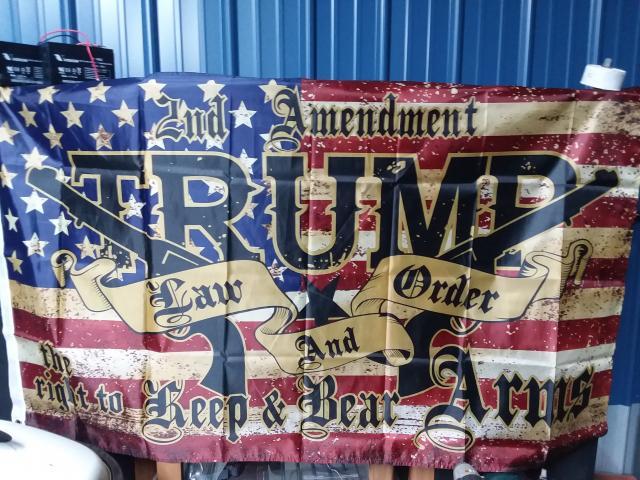 2nd Amendment
TRUMP
Law
And
Order
the
right to
Keep & Bear Arms